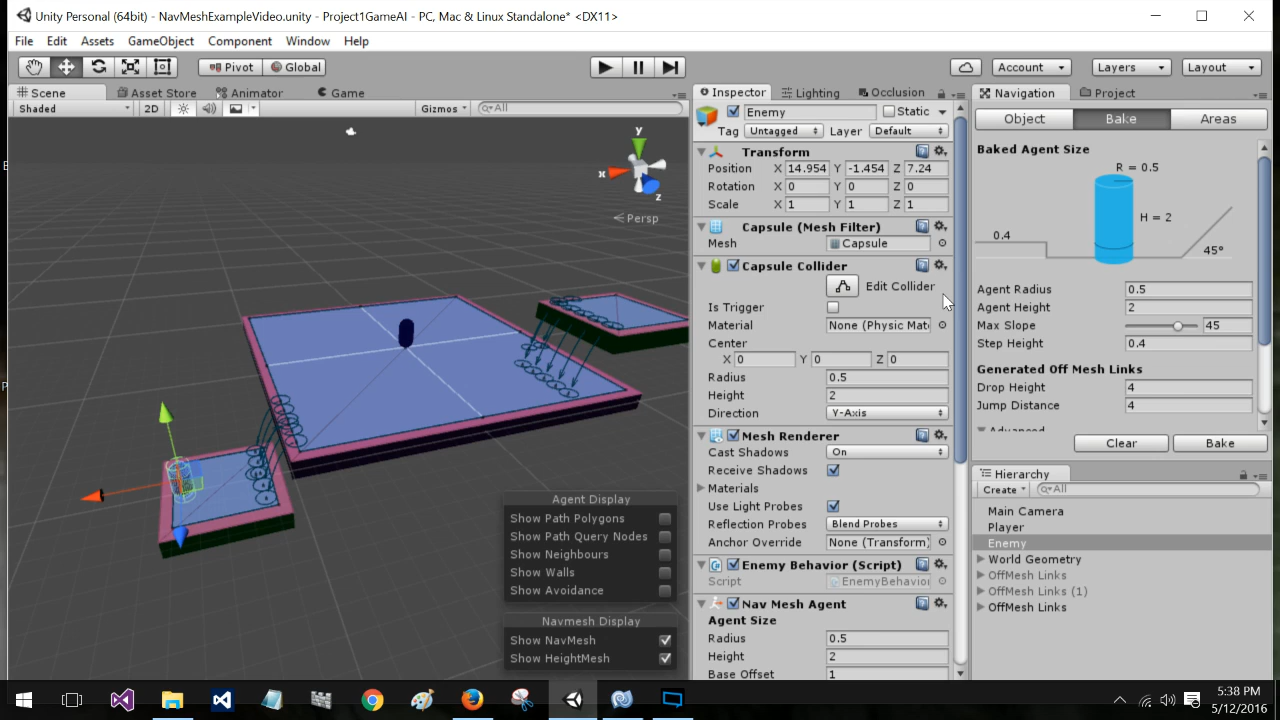 Unity Personal (64bit) - NavMeshExampleVideo.unity - Project1GameAI - PC, Mac & Linux Standalone* <DX11>
File Edit Assets GameObject Component Window Help
Pivot Global Account Layers Layout
Scene Asset Store Animator Game
Shaded 2D Gizmos All
y
x
z
Persp
Agent Display
Show Path Polygons
Show Path Query Nodes
Show Neighbours
Show Walls
Show Avoidance
Navmesh Display
Show NavMesh
Show HeightMesh
Inspector Lighting Occlusion
Enemy Static
Tag Untagged Layer Default
Transform
Position X 14.954 Y -1.454 Z 7.24
Rotation X 0 Y 0 Z 0
Scale X 1 Y 1 Z 1
Capsule (Mesh Filter)
Mesh Capsule
Capsule Collider
Edit Collider
Is Trigger
Material None (Physic Mat
Center
X 0 Y 0 Z 0
Radius 0.5
Height 2
Direction Y-Axis
Mesh Renderer
Cast Shadows On
Receive Shadows
Materials
Use Light Probes
Reflection Probes Blend Probes
Anchor Override None (Transform)
Enemy Behavior (Script)
Script EnemyBehavior
Nav Mesh Agent
Agent Size
Radius 0.5
Height 2
Base Offset 1
Navigation Project
Object Bake Areas
Baked Agent Size
R = 0.5
H = 2
0.4
45°
Agent Radius 0.5
Agent Height 2
Max Slope 45
Step Height 0.4
Generated Off Mesh Links
Drop Height 4
Jump Distance 4
Advanced
Clear Bake
Hierarchy
Create All
Main Camera
Player
Enemy
World Geometry
OffMesh Links
OffMesh Links (1)
OffMesh Links
5:38 PM
5/12/2016